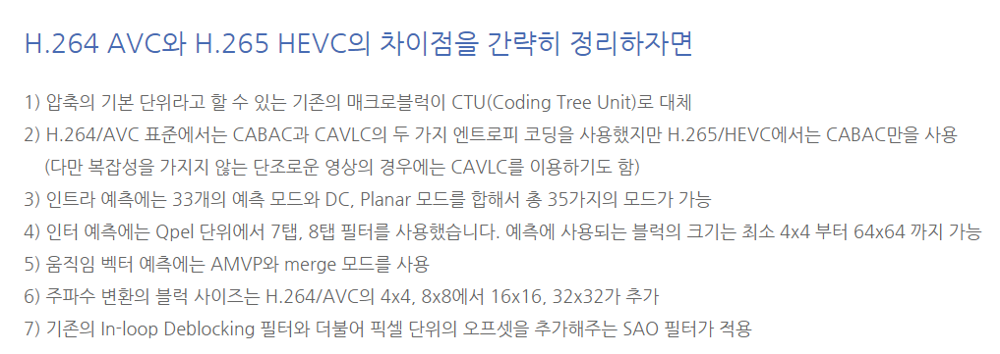 H.264 AVC와 H.265 HEVC의 차이점을 간략히 정리하자면
1) 압축의 기본 단위라고 할 수 있는 기존의 매크로블럭이 CTU(Coding Tree Unit)로 대체
2) H.264/AVC 표준에서는 CABAC과 CAVLC의 두 가지 엔트로피 코딩을 사용했지만 H.265/HEVC에서는 CABAC만을 사용
(다만 복잡성을 가지지 않는 단조로운 영상의 경우에는 CAVLC를 이용하기도 함)
3) 인트라 예측에는 33개의 예측 모드와 DC, Planar 모드를 합해서 총 35가지의 모드가 가능
4) 인터 예측에는 Qpel 단위에서 7탭, 8탭 필터를 사용했습니다. 예측에 사용되는 블럭의 크기는 최소 4x4 부터 64x64 까지 가능
5) 움직임 벡터 예측에는 AMVP와 merge 모드를 사용
6) 주파수 변환의 블럭 사이즈는 H.264/AVC의 4x4, 8x8에서 16x16, 32x32가 추가
7) 기존의 In-loop Deblocking 필터와 더불어 픽셀 단위의 오프셋을 추가해주는 SAO 필터가 적용